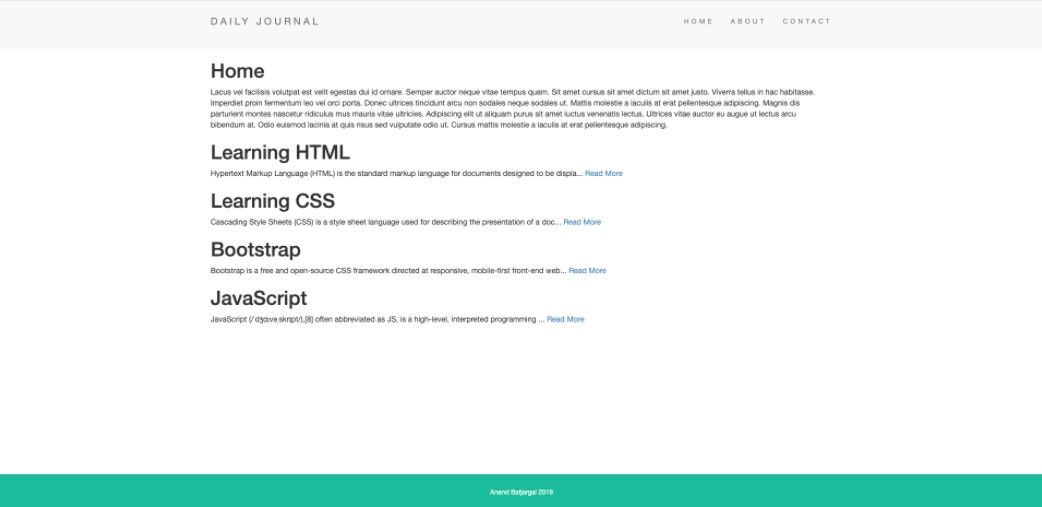 DAILY JOURNAL
HOME ABOUT CONTACT
Home
Lacus vel facilisis volutpat est velit egestas dui id ornare. Semper auctor neque vitae tempus quam. Sit amet cursus sit amet dictum sit amet justo. Viverra tellus in hac habitasse.
Imperdiet proin fermentum leo vel orci porta. Donec ultrices tincidunt arcu non sodales neque sodales ut. Mattis molestie a iaculis at erat pellentesque adipiscing. Magnis dis
parturient montes nascetur ridiculus mus mauris vitae ultricies. Adipiscing elit ut aliquam purus sit amet luctus venenatis lectus. Ultrices vitae auctor eu augue ut lectus arcu
bibendum at. Odio euismod lacinia at quis risus sed vulputate odio ut. Cursus mattis molestie a iaculis at erat pellentesque adipiscing.
Learning HTML
Hypertext Markup Language (HTML) is the standard markup language for documents designed to be displa... Read More
Learning CSS
Cascading Style Sheets (CSS) is a style sheet language used for describing the presentation of a doc... Read More
Bootstrap
Bootstrap is a free and open-source CSS framework directed at responsive, mobile-first front-end web... Read More
JavaScript
JavaScript (/ˈdʒɑːvəˌskrɪpt/),[8] often abbreviated as JS, is a high-level, interpreted programming ... Read More
Anand Batjargal 2019